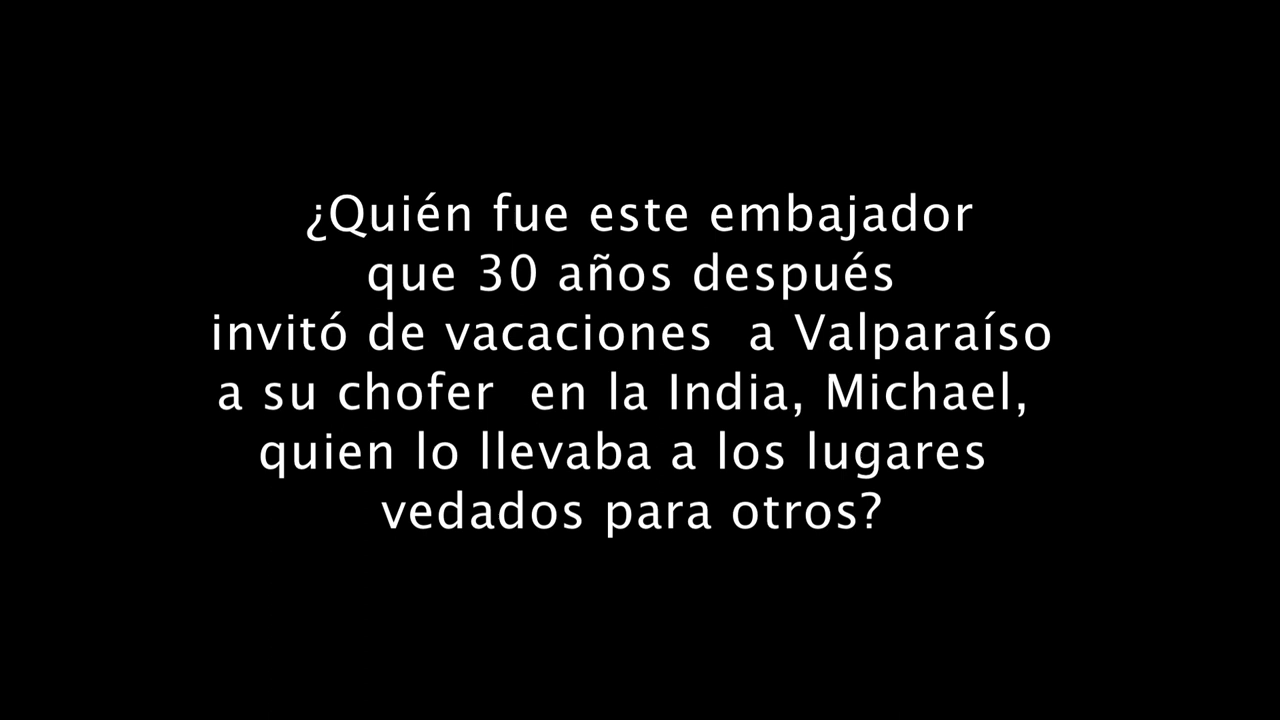 ¿Quién fue este embajador
que 30 años después
invitó de vacaciones  a Valparaíso
a su chofer  en la India, Michael,
quien lo llevaba a los lugares
vedados para otros?